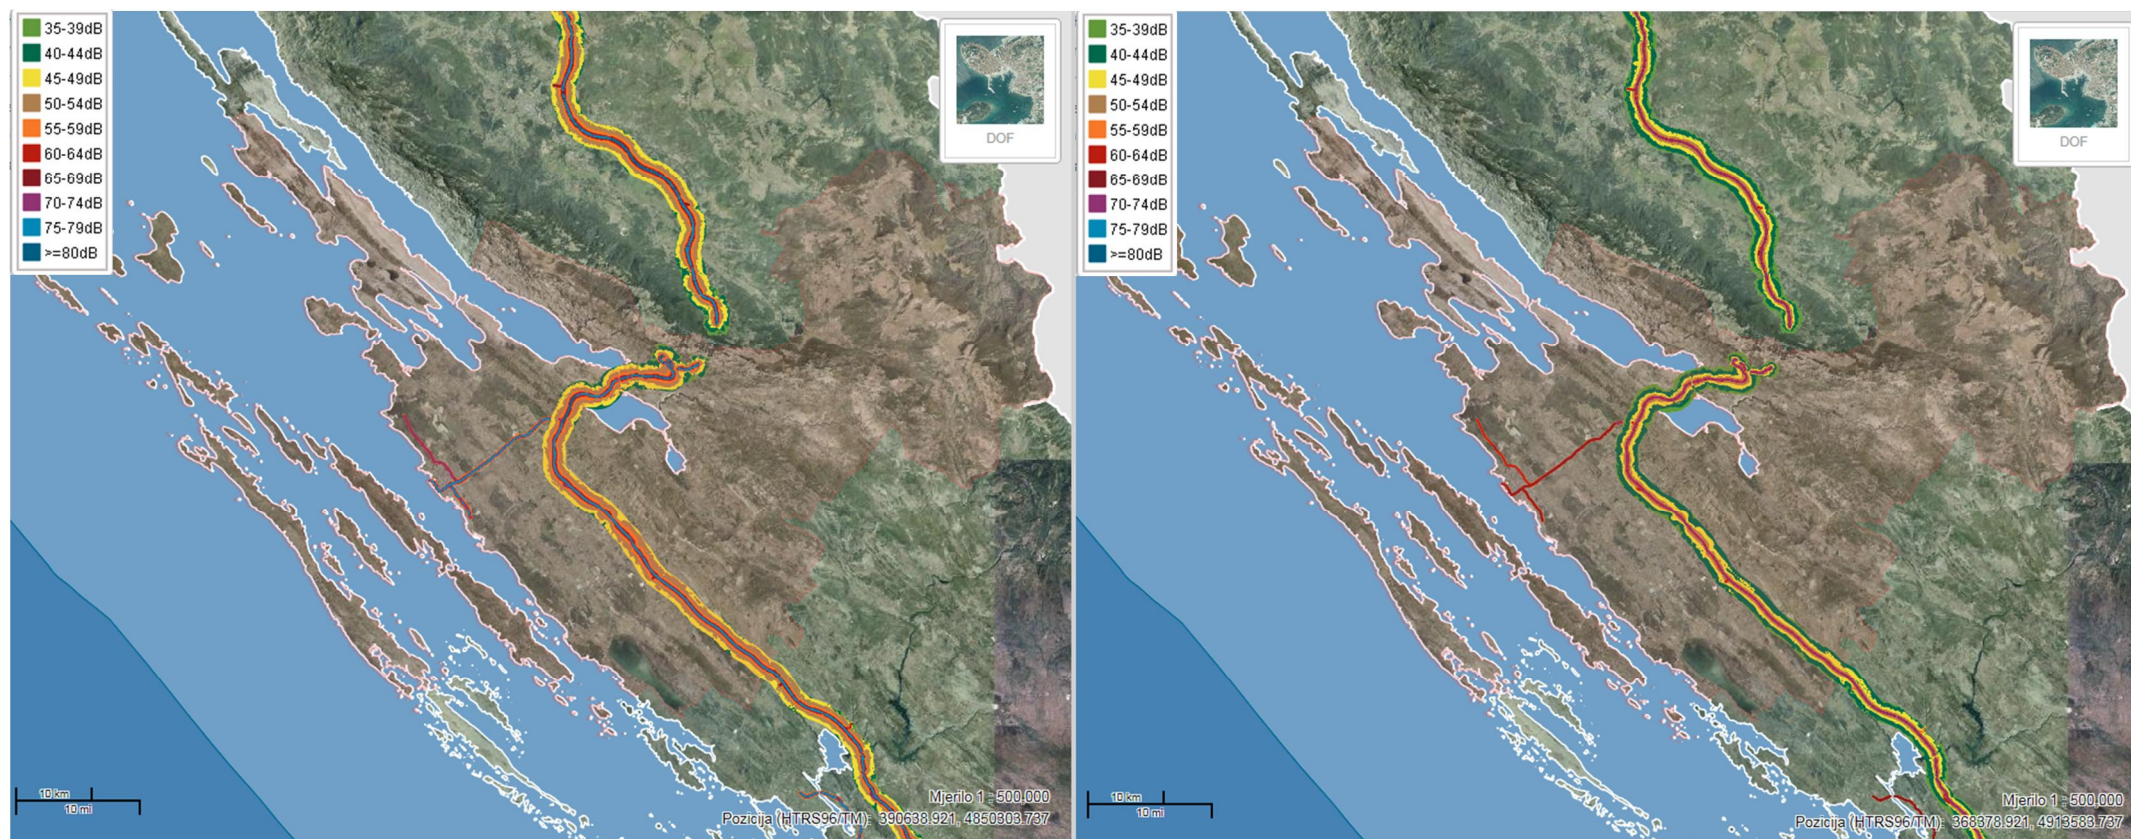 35-39dB
40-44dB
45-49dB
50-54dB
55-59dB
60-64dB
65-69dB
70-74dB
75-79dB
>=80dB
DOF
10 km
10 mi
Mjerilo 1 : 500.000
Pozicija (HTRS96/TM): 390638.921, 4850303.737
35-39dB
40-44dB
45-49dB
50-54dB
55-59dB
60-64dB
65-69dB
70-74dB
75-79dB
>=80dB
DOF
10 km
10 mi
Mjerilo 1 : 500.000
Pozicija (HTRS96/TM): 368378.921, 4913583.737